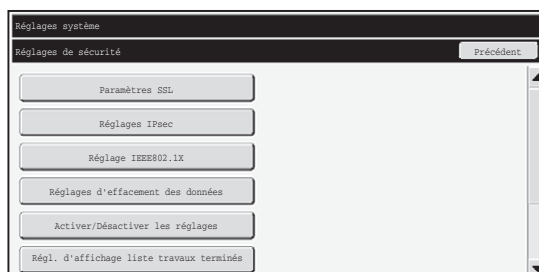 Réglages système
Réglages de sécurité
Précédent
Paramètres SSL
Réglages IPsec
Réglage IEEE802.1X
Réglages d'effacement des données
Activer/Désactiver les réglages
Régl. d'affichage liste travaux terminés